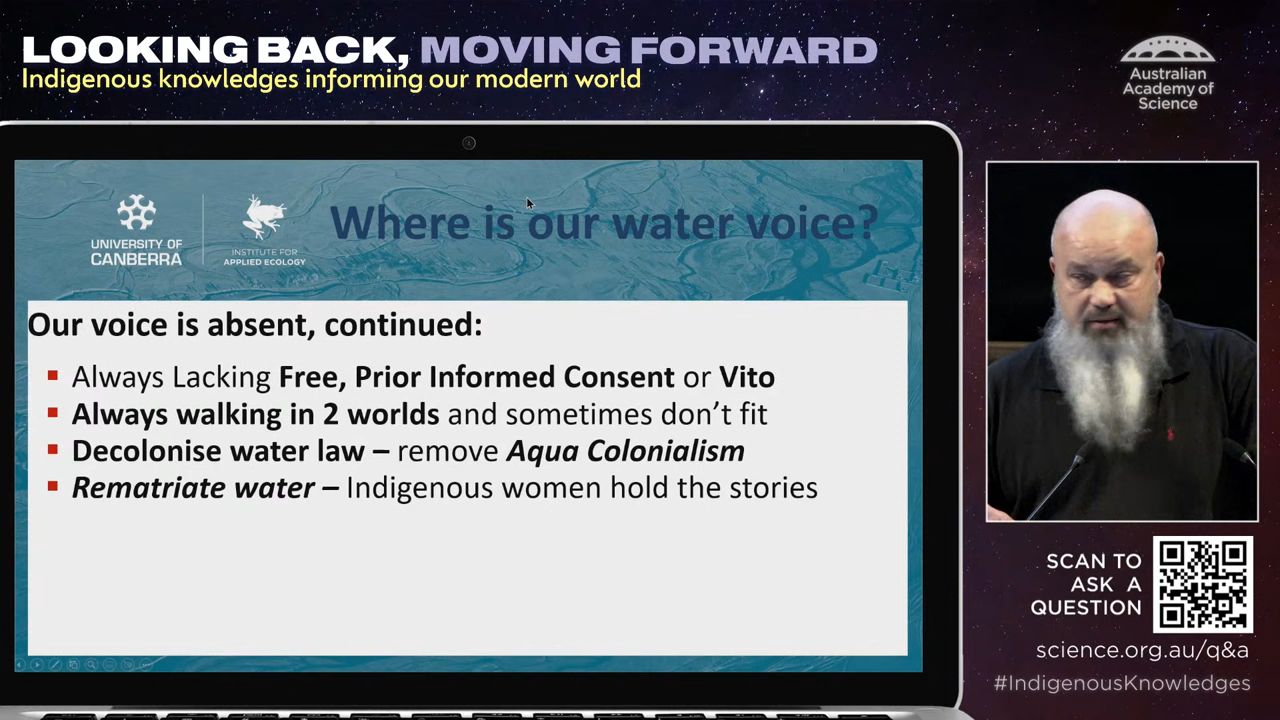 LOOKING BACK, MOVING FORWARD
Indigenous knowledges informing our modern world
Australian
Academy of
Science
UNIVERSITY OF
CANBERRA
INSTITUTE FOR
APPLIED ECOLOGY
Where is our water voice?
Our voice is absent, continued:
Always Lacking Free, Prior Informed Consent or Vito
Always walking in 2 worlds and sometimes don't fit
Decolonise water law – remove Aqua Colonialism
Rematriate water – Indigenous women hold the stories
SCAN TO
ASK A
QUESTION
science.org.au/q&a
#IndigenousKnowledges